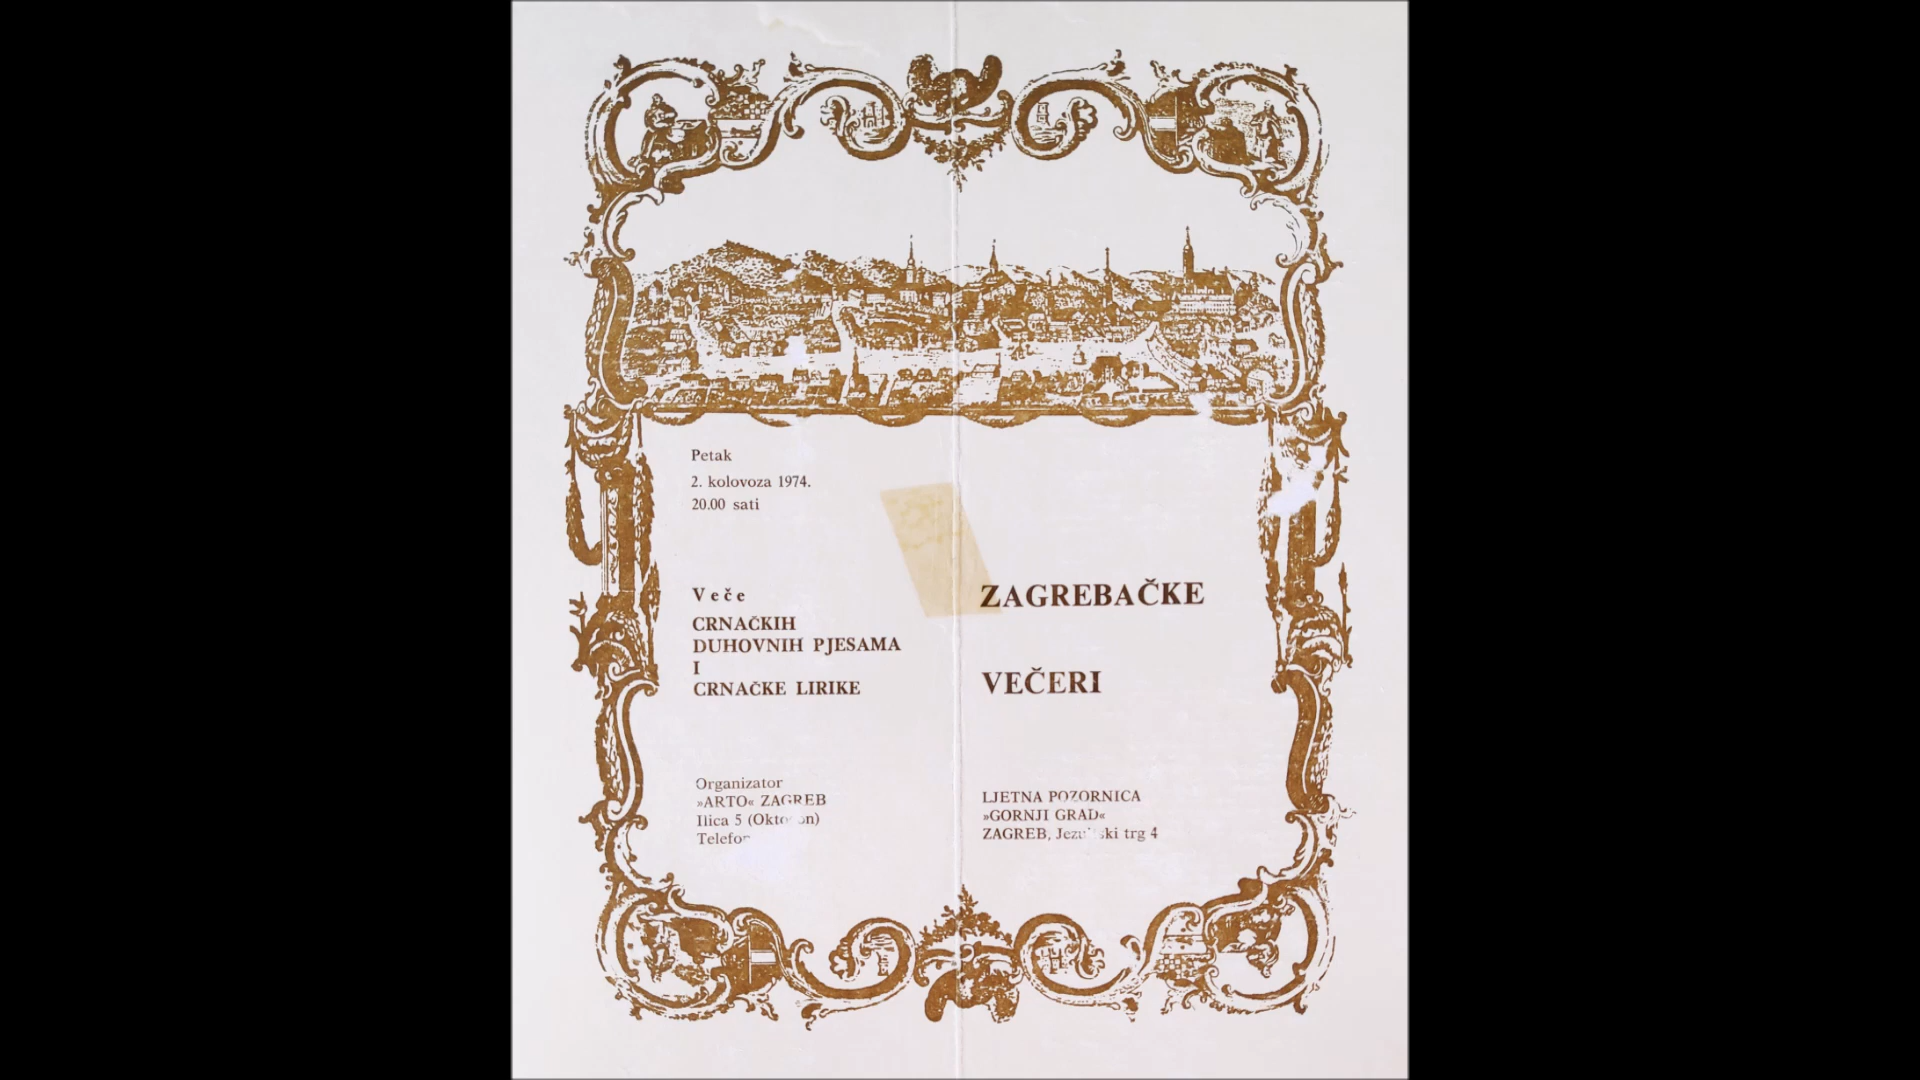 Petak
2. kolovoza 1974.
20.00 sati
Veče
CRNAČKIH
DUHOVNIH PJESAMA
I
CRNAČKE LIRIKE
ZAGREBAČKE
VEČERI
Organizator
»ARTO« ZAGREB
Ilica 5
LJETNA POZORNICA
»GORNJI GRAD«
ZAGREB, trg 4